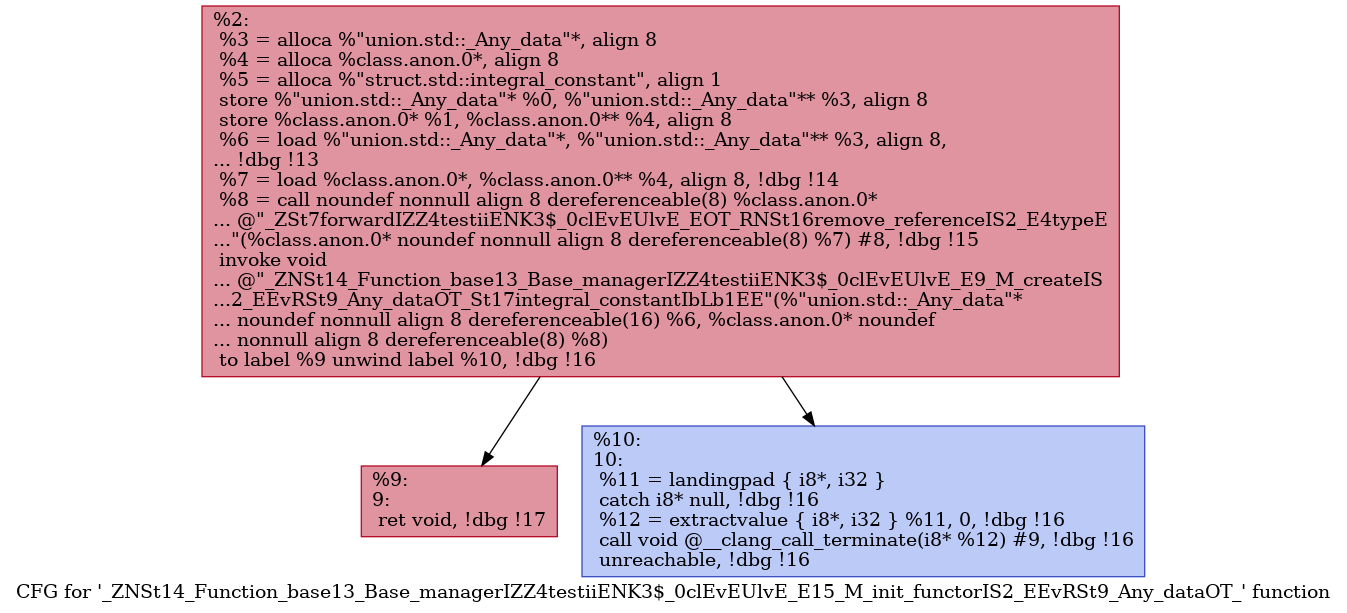 %2:
%3 = alloca %"union.std::_Any_data"*, align 8
%4 = alloca %class.anon.0*, align 8
%5 = alloca %"struct.std::integral_constant", align 1
store %"union.std::_Any_data"* %0, %"union.std::_Any_data"** %3, align 8
store %class.anon.0* %1, %class.anon.0** %4, align 8
%6 = load %"union.std::_Any_data"*, %"union.std::_Any_data"** %3, align 8,
... !dbg !13
%7 = load %class.anon.0*, %class.anon.0** %4, align 8, !dbg !14
%8 = call noundef nonnull align 8 dereferenceable(8) %class.anon.0*
... @"_ZSt7forwardIZZ4testiiENK3$_0clEvEUlvE_EOT_RNSt16remove_referenceIS2_E4typeE
..."(%class.anon.0* noundef nonnull align 8 dereferenceable(8) %7) #8, !dbg !15
invoke void
... @"_ZNSt14_Function_base13_Base_managerIZZ4testiiENK3$_0clEvEUlvE_E9_M_createIS
...2_EEvRSt9_Any_dataOT_St17integral_constantIbLb1EE"(%"union.std::_Any_data"*
... noundef nonnull align 8 dereferenceable(16) %6, %class.anon.0* noundef
... nonnull align 8 dereferenceable(8) %8)
to label %9 unwind label %10, !dbg !16
%9:
9:
ret void, !dbg !17
%10:
10:
%11 = landingpad { i8*, i32 }
catch i8* null, !dbg !16
%12 = extractvalue { i8*, i32 } %11, 0, !dbg !16
call void @__clang_call_terminate(i8* %12) #9, !dbg !16
unreachable, !dbg !16
CFG for '_ZNSt14_Function_base13_Base_managerIZZ4testiiENK3$_0clEvEUlvE_E15_M_init_functorIS2_EEvRSt9_Any_dataOT_' function